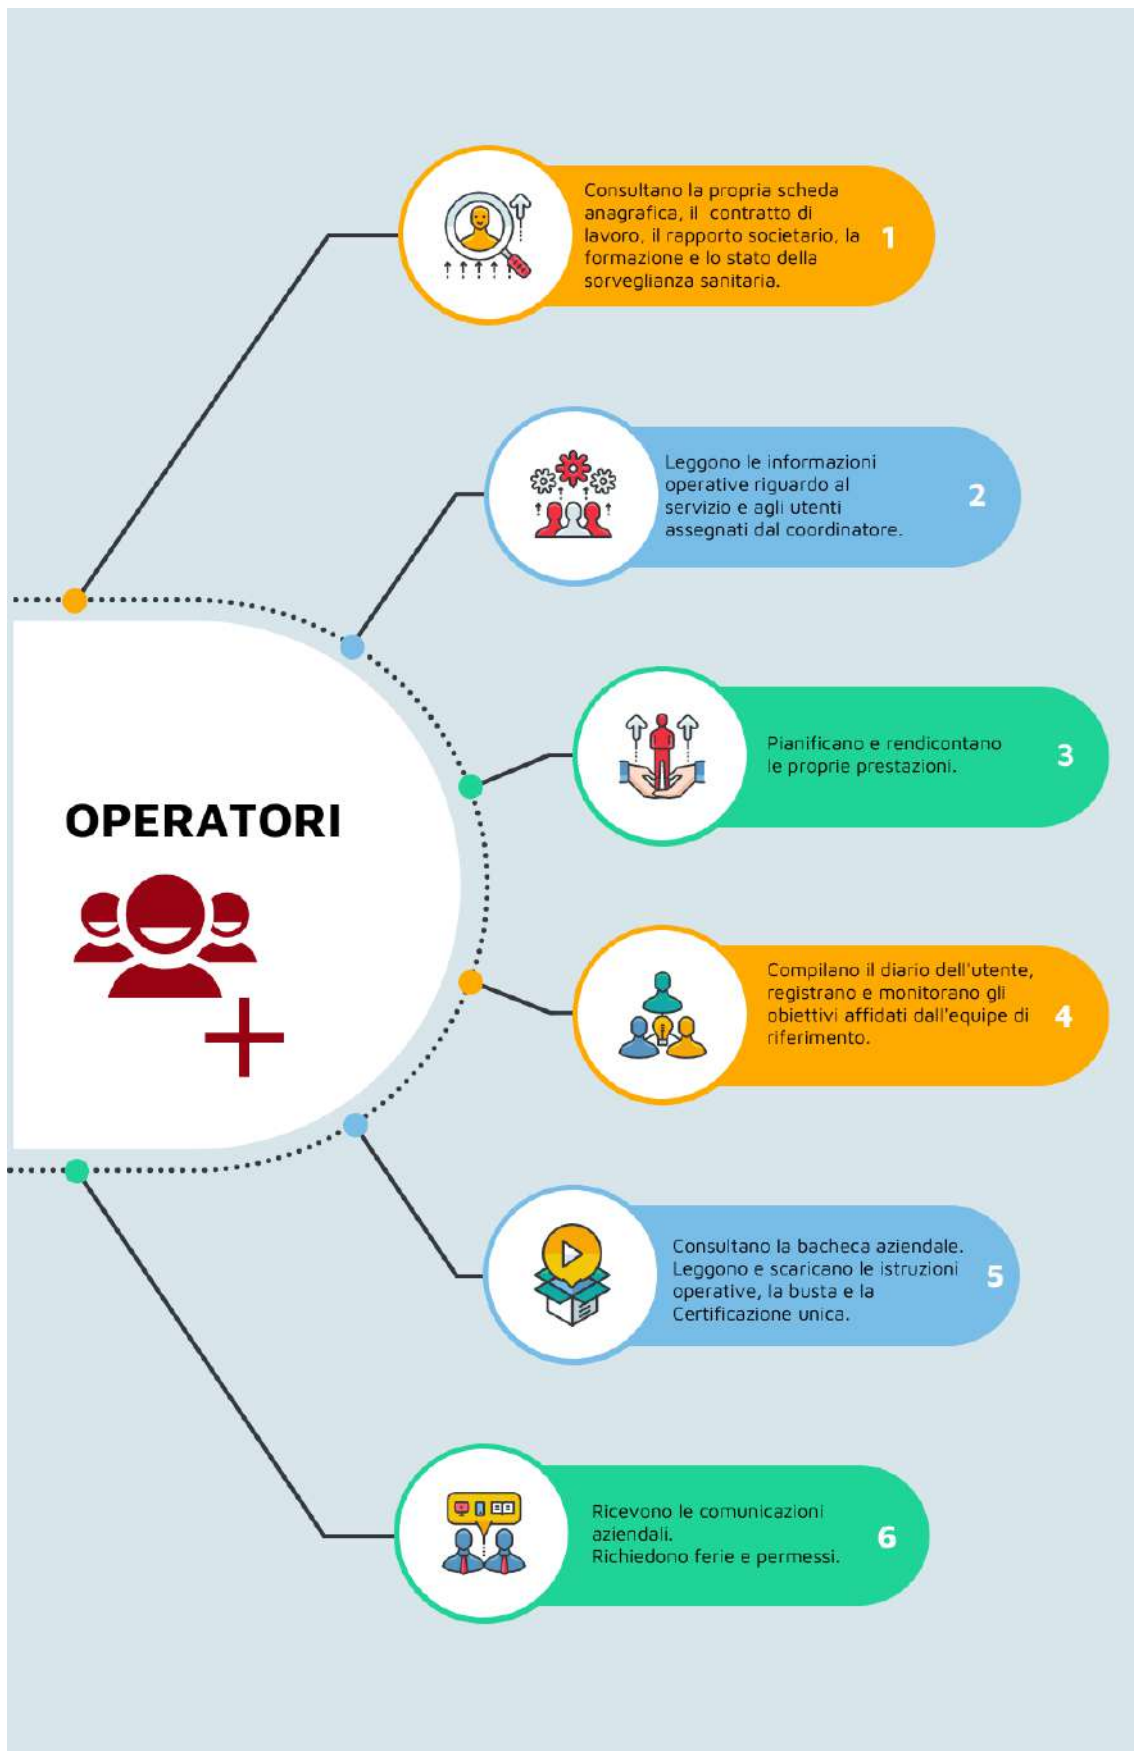 Consultano la propria scheda
anagrafica, il contratto di
lavoro, il rapporto societario, la
formazione e lo stato della
sorveglianza sanitaria.
1
Leggono le informazioni
operative riguardo al
servizio e agli utenti
assegnati dal coordinatore.
2
Pianificano e rendicontano
le proprie prestazioni.
3
OPERATORI
Compilano il diario dell'utente,
registrano e monitorano gli
obiettivi affidati dall'equipe di
riferimento.
4
Consultano la bacheca aziendale.
Leggono e scaricano le istruzioni
operative, la busta e la
Certificazione unica.
5
Ricevono le comunicazioni
aziendali.
Richiedono ferie e permessi.
6